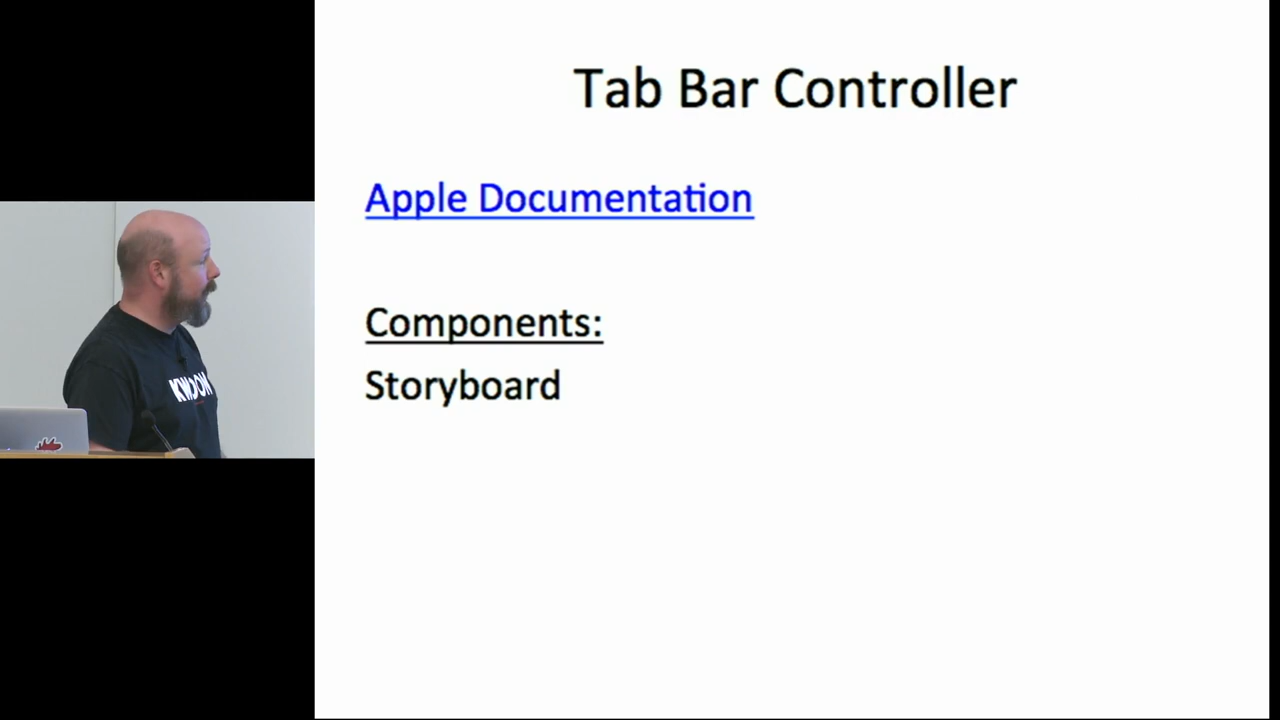 Tab Bar Controller
Apple Documentation
Components:
Storyboard